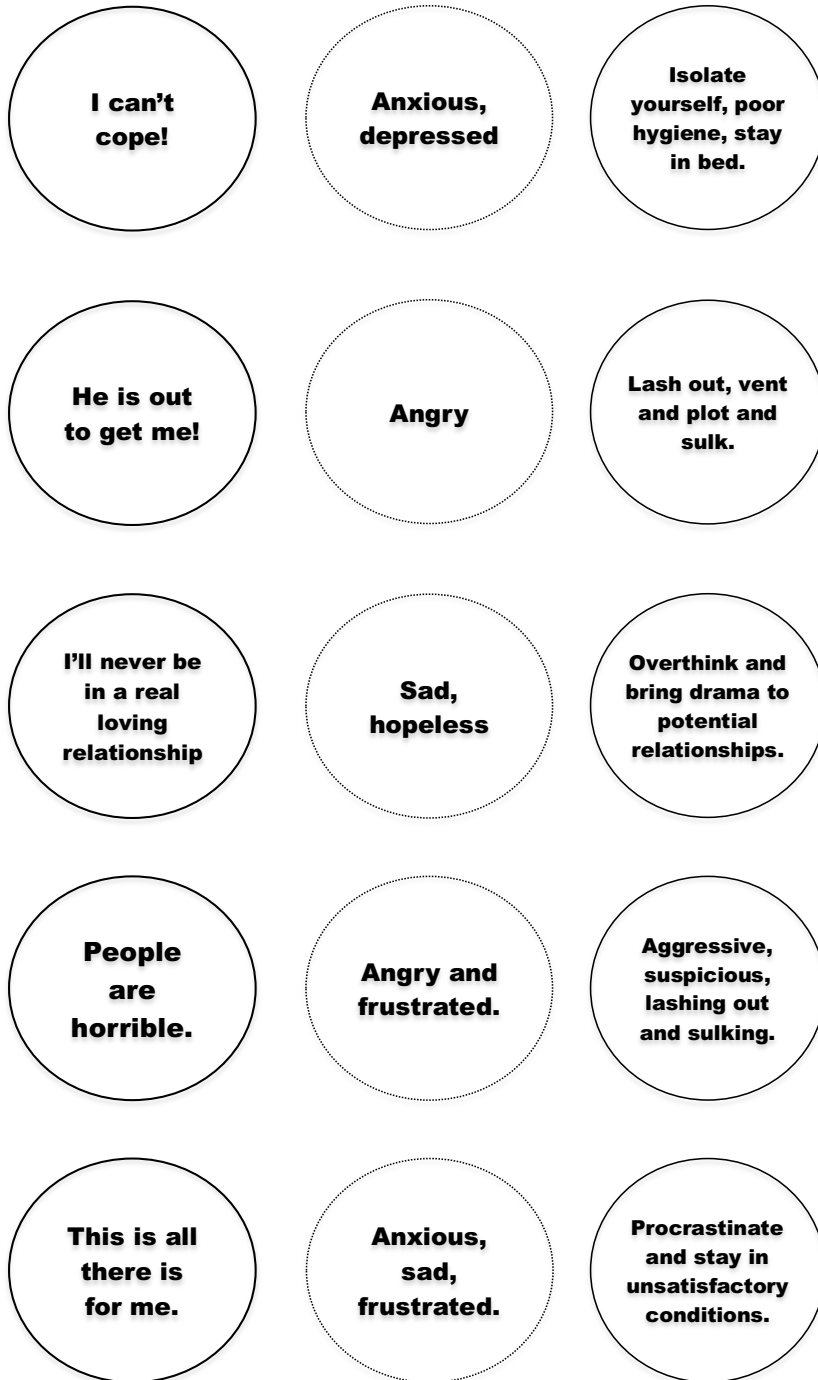 I can’t
cope!
Anxious,
depressed
Isolate
yourself, poor
hygiene, stay
in bed.
He is out
to get me!
Angry
Lash out, vent
and plot and
sulk.
I’ll never be
in a real
loving
relationship
Sad,
hopeless
Overthink and
bring drama to
potential
relationships.
People
are
horrible.
Angry and
frustrated.
Aggressive,
suspicious,
lashing out
and sulking.
This is all
there is
for me.
Anxious,
sad,
frustrated.
Procrastinate
and stay in
unsatisfactory
conditions.